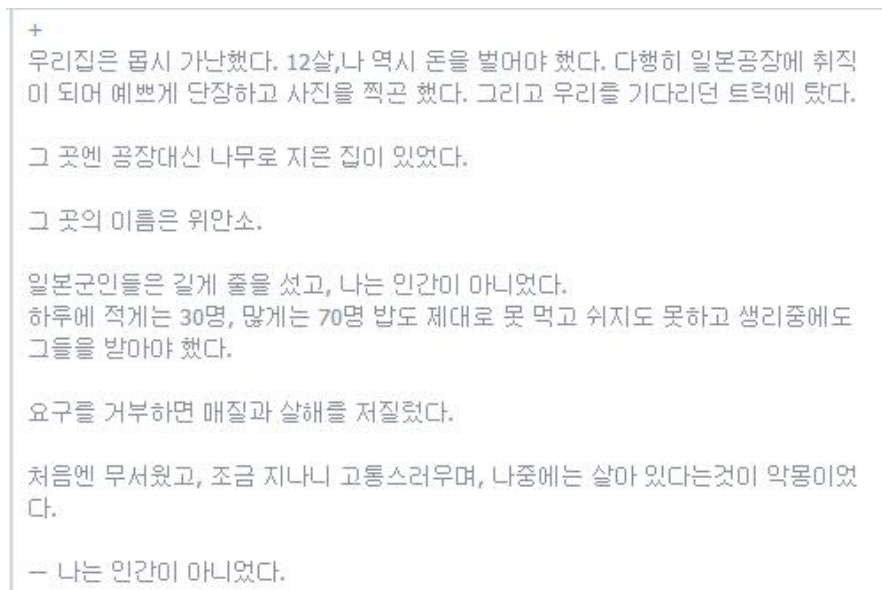 +
우리집은 몹시 가난했다. 12살,나 역시 돈을 벌어야 했다. 다행히 일본공장에 취직
이 되어 예쁘게 단장하고 사진을 찍곤 했다. 그리고 우리를 기다리던 트럭에 탔다.
그 곳엔 공장대신 나무로 지은 집이 있었다.
그 곳의 이름은 위안소.
일본군인들은 길게 줄을 섰고, 나는 인간이 아니었다.
하루에 적게는 30명, 많게는 70명 밥도 제대로 못 먹고 쉬지도 못하고 생리중에도
그들을 받아야 했다.
요구를 거부하면 매질과 살해를 저질렀다.
처음엔 무서웠고, 조금 지나니 고통스러우며, 나중에는 살아 있다는것이 악몽이었
다.
- 나는 인간이 아니었다.